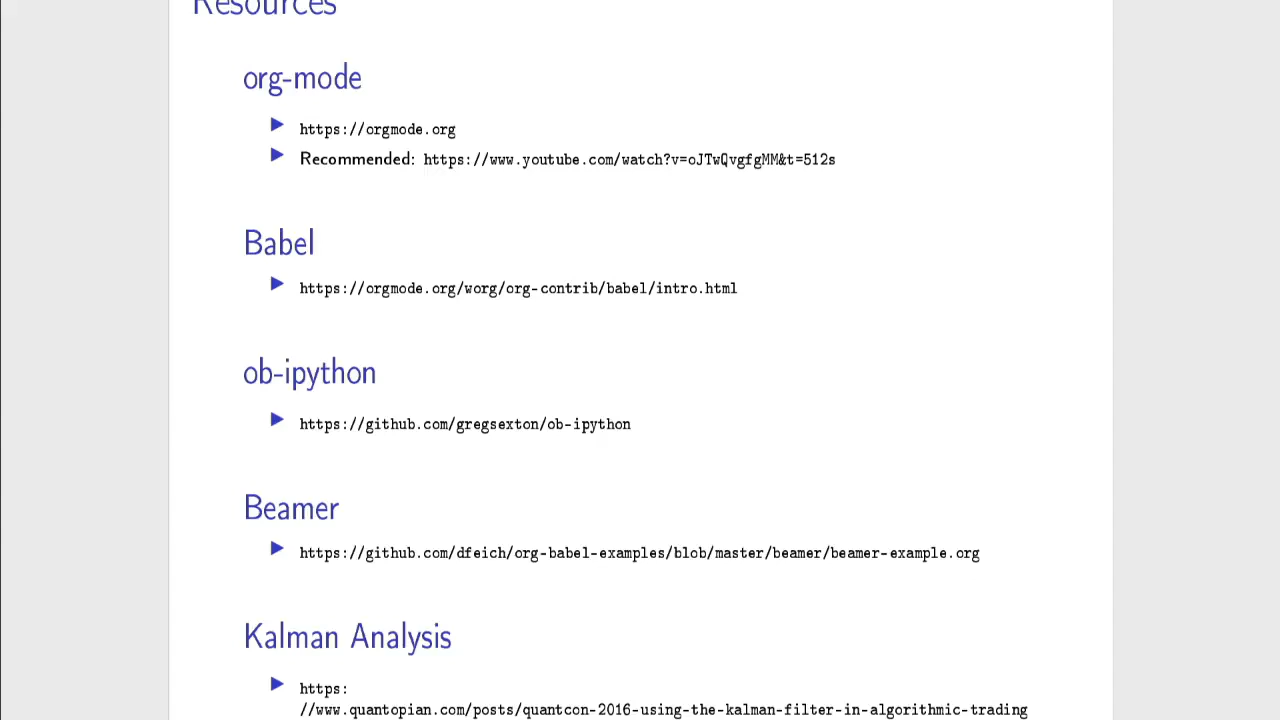 Resources
org-mode
https://orgmode.org
Recommended: https://www.youtube.com/watch?v=oJTwQvgfgMM&t=512s
Babel
https://orgmode.org/worg/org-contrib/babel/intro.html
ob-ipython
https://github.com/gregsexton/ob-ipython
Beamer
https://github.com/dfeich/org-babel-examples/blob/master/beamer/beamer-example.org
Kalman Analysis
https:
//www.quantopian.com/posts/quantcon-2016-using-the-kalman-filter-in-algorithmic-trading